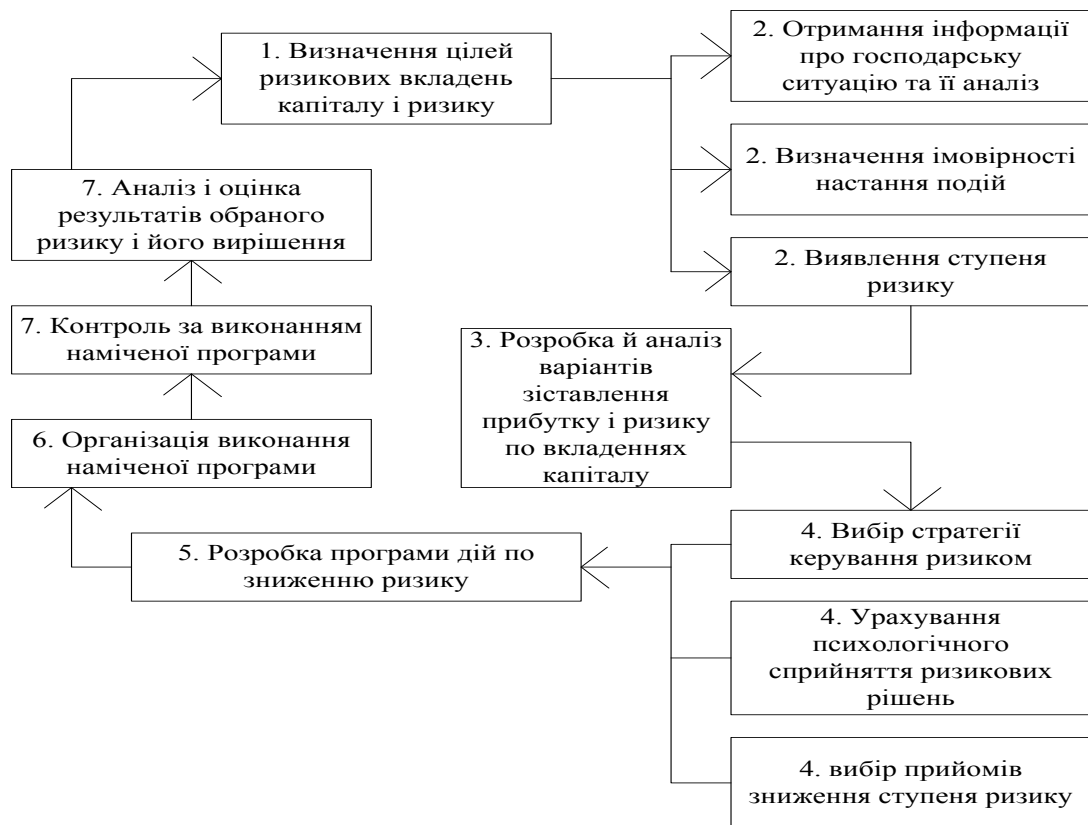 1. Визначення цілей
ризикових вкладень
капіталу і ризику
2. Отримання інформації
про господарську
ситуацію та її аналіз
2. Визначення імовірності
настання подій
2. Виявлення ступеня
ризику
3. Розробка й аналіз
варіантів
зіставлення
прибутку і ризику
по вкладеннях
капіталу
4. Вибір стратегії
керування ризиком
4. Урахування
психологічного
сприйняття ризикових
рішень
4. вибір прийомів
зниження ступеня ризику
5. Розробка програми дій по
зниженню ризику
6. Організація виконання
наміченої програми
7. Контроль за виконанням
наміченої програми
7. Аналіз і оцінка
результатів обраного
ризику і його вирішення